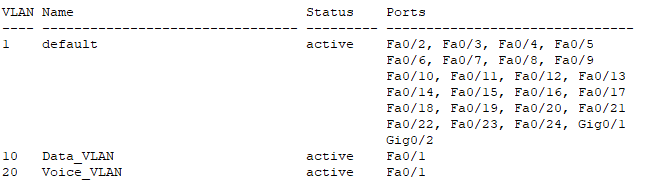 VLAN Name                             Status    Ports
---- -------------------------------- --------- -------------------------------
1    default                          active    Fa0/2, Fa0/3, Fa0/4, Fa0/5
                                                Fa0/6, Fa0/7, Fa0/8, Fa0/9
                                                Fa0/10, Fa0/11, Fa0/12, Fa0/13
                                                Fa0/14, Fa0/15, Fa0/16, Fa0/17
                                                Fa0/18, Fa0/19, Fa0/20, Fa0/21
                                                Fa0/22, Fa0/23, Fa0/24, Gig0/1
                                                Gig0/2
10   Data_VLAN                        active    Fa0/1
20   Voice_VLAN                       active    Fa0/1